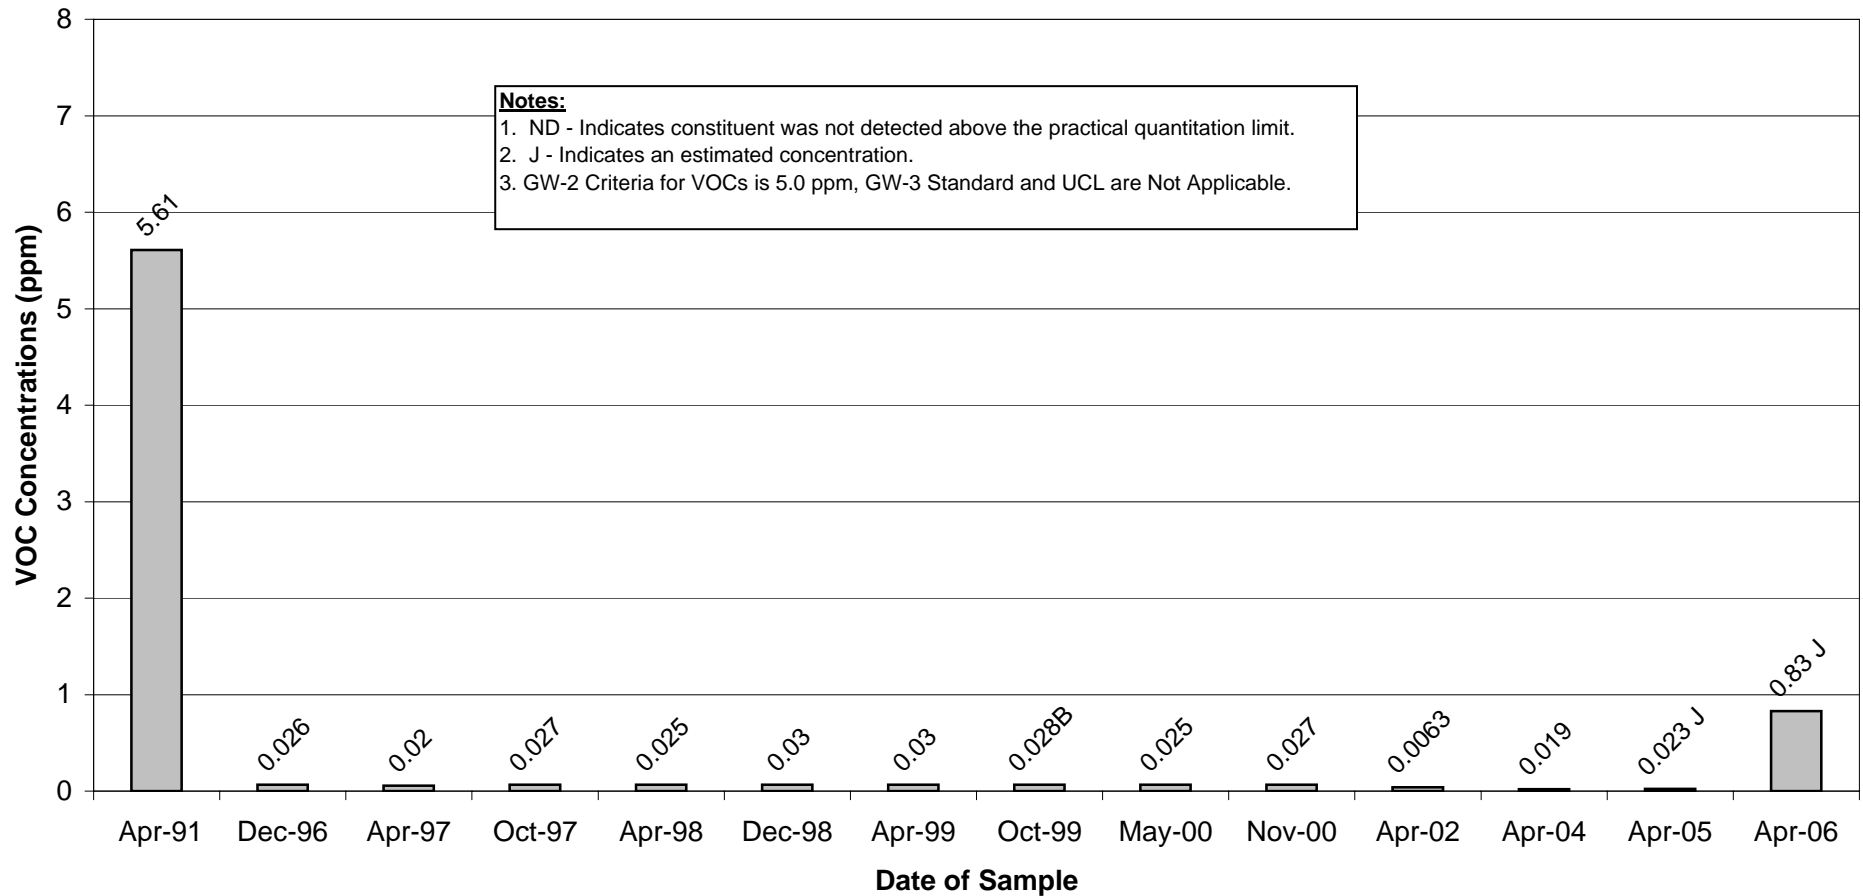 8
7
6
5
4
3
2
1
0
VOC Concentrations (ppm)
Notes:
1. ND - Indicates constituent was not detected above the practical quantitation limit.
2. J - Indicates an estimated concentration.
3. GW-2 Criteria for VOCs is 5.0 ppm, GW-3 Standard and UCL are Not Applicable.
5.61
0.026
0.02
0.027
0.025
0.03
0.03
0.028B
0.025
0.027
0.0063
0.019
0.023 J
0.83 J
Apr-91 Dec-96 Apr-97 Oct-97 Apr-98 Dec-98 Apr-99 Oct-99 May-00 Nov-00 Apr-02 Apr-04 Apr-05 Apr-06
Date of Sample